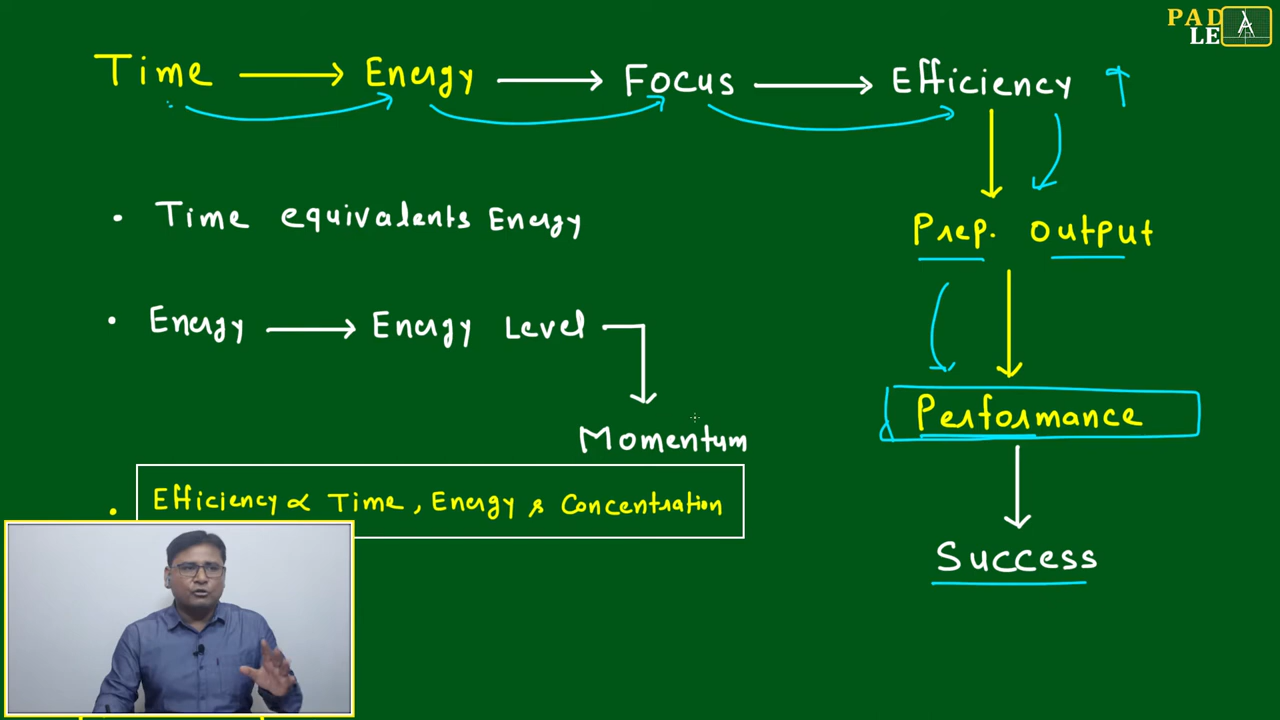 PAD
LE
Time → Energy → Focus → Efficiency ↑
• Time equivalents Energy
Prep. Output
• Energy → Energy Level
Performance
Momentum
• Efficiency ∝ Time, Energy & Concentration
Success